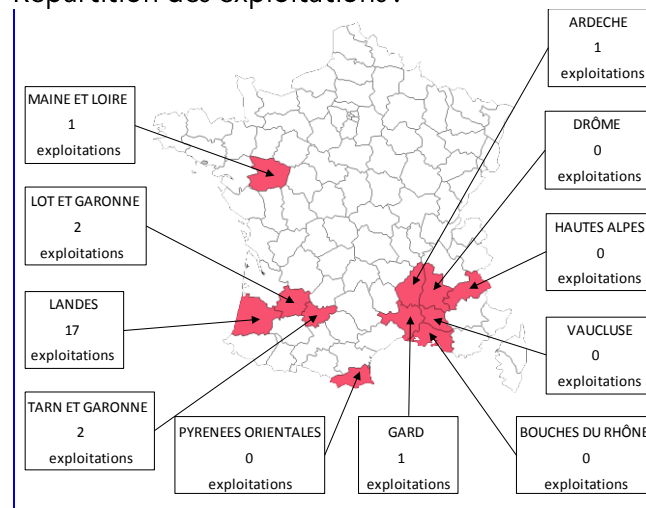 Répartition des exploitations :
ARDECHE
1
exploitations
MAINE ET LOIRE
1
exploitations
DRÔME
0
exploitations
LOT ET GARONNE
2
exploitations
HAUTES ALPES
0
exploitations
LANDES
17
exploitations
VAUCLUSE
0
exploitations
TARN ET GARONNE
2
exploitations
PYRENEES ORIENTALES
0
exploitations
GARD
1
exploitations
BOUCHES DU RHÔNE
0
exploitations